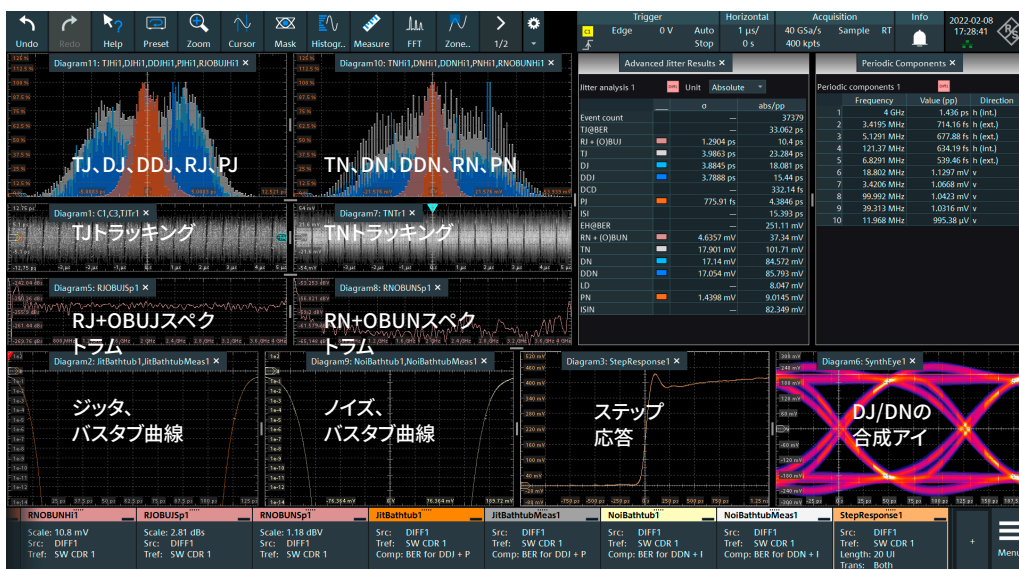 Undo
Redo
Help
Preset
Zoom
Cursor
Mask
Histogr..
Measure
FFT
Zone..
1/2
Trigger
Horizontal
Acquisition
Info
2022-02-08
17:28:41
C1
Edge
0 V
Auto
1 µs/
40 GSa/s
Sample
RT
Stop
0 s
400 kpts
Diagram11: TJHi1,DJHi1,DDJHi1,PJHi1,RJOBUJHi1
Diagram10: TNHi1,DNHi1,DDNHi1,PNHi1,RNOBUNHi1
TJ、DJ、DDJ、RJ、PJ
TN、DN、DDN、RN、PN
Advanced Jitter Results
Jitter analysis 1
Unit
Absolute
σ
abs/pp
Event count
—
37379
TJ@BER
—
33.062 ps
RJ + (O)BUJ
1.2904 ps
10.4 ps
TJ
3.9863 ps
23.284 ps
DJ
3.8845 ps
18.081 ps
DDJ
3.7888 ps
15.44 ps
DCD
—
332.14 fs
PJ
775.91 fs
4.3846 ps
ISI
—
15.393 ps
EH@BER
—
251.11 mV
RN + (O)BUN
4.6357 mV
37.34 mV
TN
17.901 mV
101.71 mV
DN
17.14 mV
84.572 mV
DDN
17.054 mV
85.793 mV
LD
—
8.047 mV
PN
1.4398 mV
9.0145 mV
ISIN
—
82.349 mV
Periodic Components
Periodic components 1
Frequency
Value (pp)
Direction
1
4 GHz
1.436 ps
h (int.)
2
3.4195 MHz
714.16 fs
h (ext.)
3
5.1291 MHz
677.88 fs
h (ext.)
4
121.37 MHz
634.19 fs
h (int.)
5
6.8291 MHz
539.46 fs
h (ext.)
6
18.802 MHz
1.1297 mV
v
7
3.4206 MHz
1.0668 mV
v
8
99.992 MHz
1.0423 mV
v
9
39.313 MHz
1.0316 mV
v
10
11.968 MHz
995.38 µV
v
Diagram1: C1,C3,TJTr1
TJトラッキング
Diagram7: TNTr1
TNトラッキング
Diagram5: RJOBUJSp1
RJ+OBUJスペク
トラム
Diagram8: RNOBUNSp1
RN+OBUNスペク
トラム
Diagram2: JitBathtub1,JitBathtubMeas1
ジッタ、
バスタブ曲線
Diagram9: NoiBathtub1,NoiBathtubMeas1
ノイズ、
バスタブ曲線
Diagram3: StepResponse1
ステップ
応答
Diagram6: SynthEye1
DJ/DNの
合成アイ
RNOBUNHi1
Scale: 10.8 mV
Src: DIFF1
Tref: SW CDR 1
RJOBUJSp1
Scale: 2.81 dBs
Src: DIFF1
Tref: SW CDR 1
RNOBUNSp1
Scale: 1.18 dBV
Src: DIFF1
Tref: SW CDR 1
JitBathtub1
Src: DIFF1
Tref: SW CDR 1
Comp: BER for DDJ + P
JitBathtubMeas1
Src: DIFF1
Tref: SW CDR 1
Comp: BER for DDJ + P
NoiBathtub1
Src: DIFF1
Tref: SW CDR 1
Comp: BER for DDN + I
NoiBathtubMeas1
Src: DIFF1
Tref: SW CDR 1
Comp: BER for DDN + I
StepResponse1
Src: DIFF1
Tref: SW CDR 1
Length: 20 UI
Trans: Both
+
Menu